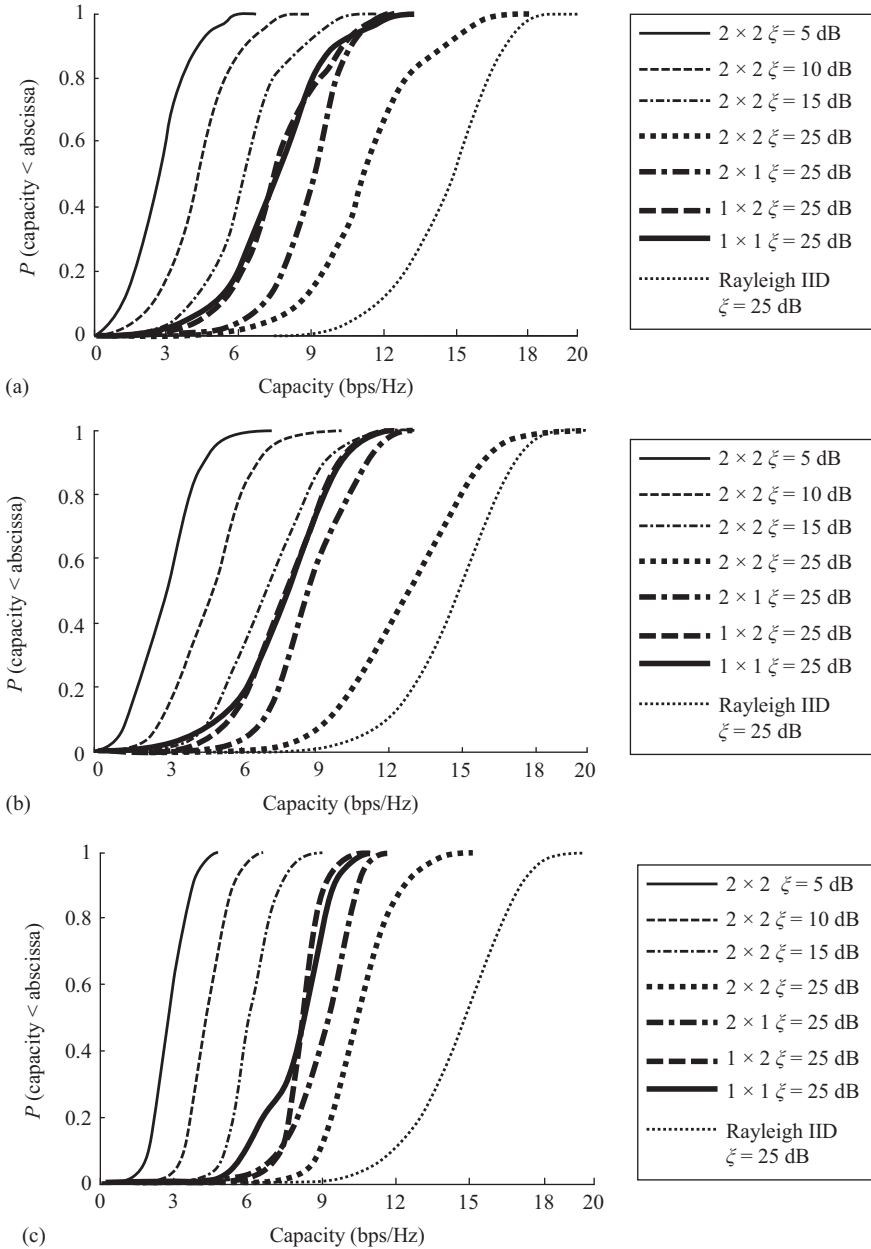 1
0.8
0.6
0.4
0.2
0
P (capacity < abscissa)
0 3 6 9 12 15 18 20
Capacity (bps/Hz)
(a)
2 × 2 ξ = 5 dB
2 × 2 ξ = 10 dB
2 × 2 ξ = 15 dB
2 × 2 ξ = 25 dB
2 × 1 ξ = 25 dB
1 × 2 ξ = 25 dB
1 × 1 ξ = 25 dB
Rayleigh IID
ξ = 25 dB
1
0.8
0.6
0.4
0.2
0
P (capacity < abscissa)
0 3 6 9 12 15 18 20
Capacity (bps/Hz)
(b)
2 × 2 ξ = 5 dB
2 × 2 ξ = 10 dB
2 × 2 ξ = 15 dB
2 × 2 ξ = 25 dB
2 × 1 ξ = 25 dB
1 × 2 ξ = 25 dB
1 × 1 ξ = 25 dB
Rayleigh IID
ξ = 25 dB
1
0.8
0.6
0.4
0.2
0
P (capacity < abscissa)
0 3 6 9 12 15 18 20
Capacity (bps/Hz)
(c)
2 × 2 ξ = 5 dB
2 × 2 ξ = 10 dB
2 × 2 ξ = 15 dB
2 × 2 ξ = 25 dB
2 × 1 ξ = 25 dB
1 × 2 ξ = 25 dB
1 × 1 ξ = 25 dB
Rayleigh IID
ξ = 25 dB